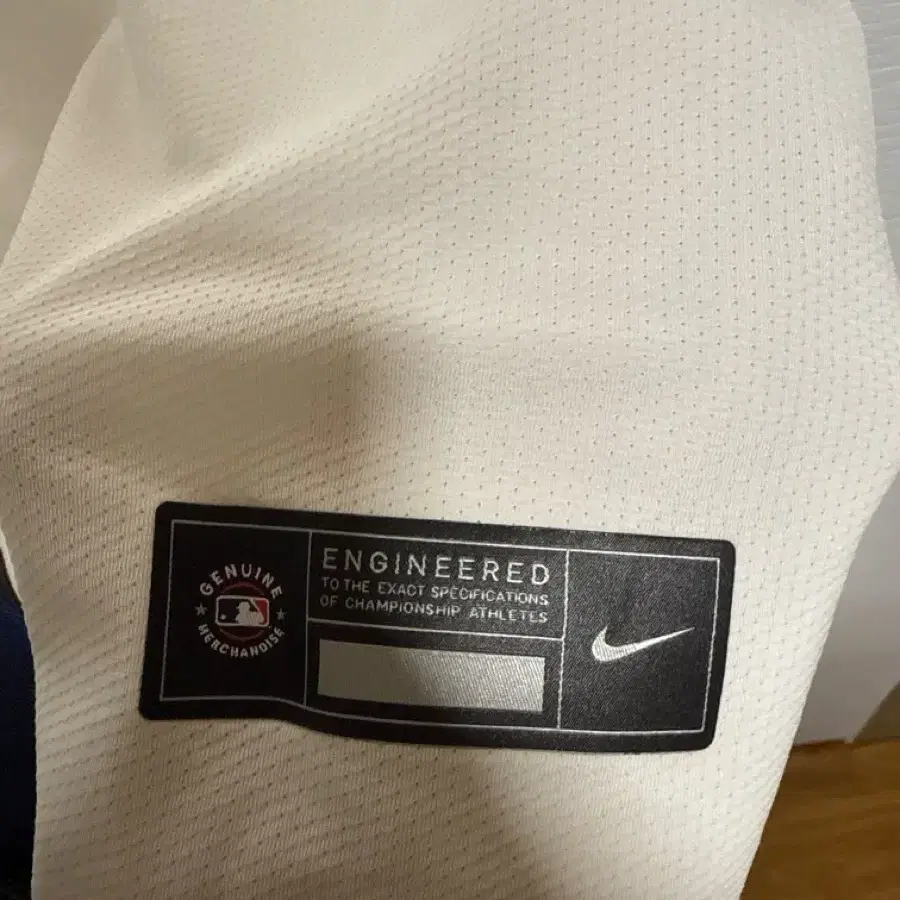 GENUINE
MERCHANDISE
ENGINEERED
TO THE EXACT SPECIFICATIONS
OF CHAMPIONSHIP ATHLETES